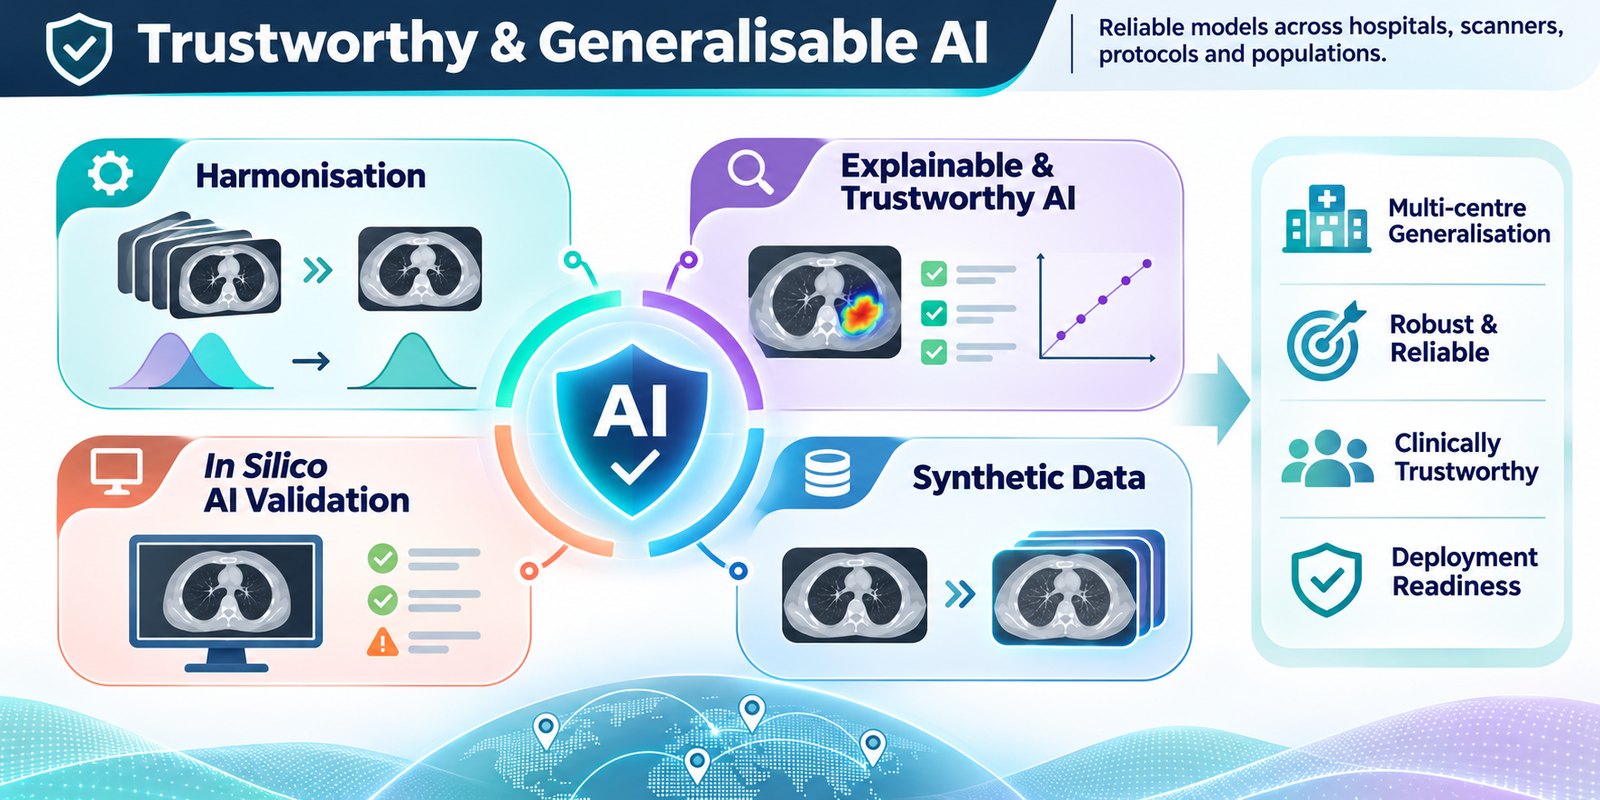 Trustworthy & Generalisable AI
Reliable models across hospitals, scanners,
protocols and populations.
Harmonisation
Explainable &
Trustworthy AI
AI
In Silico
AI Validation
Synthetic Data
Multi-centre
Generalisation
Robust &
Reliable
Clinically
Trustworthy
Deployment
Readiness